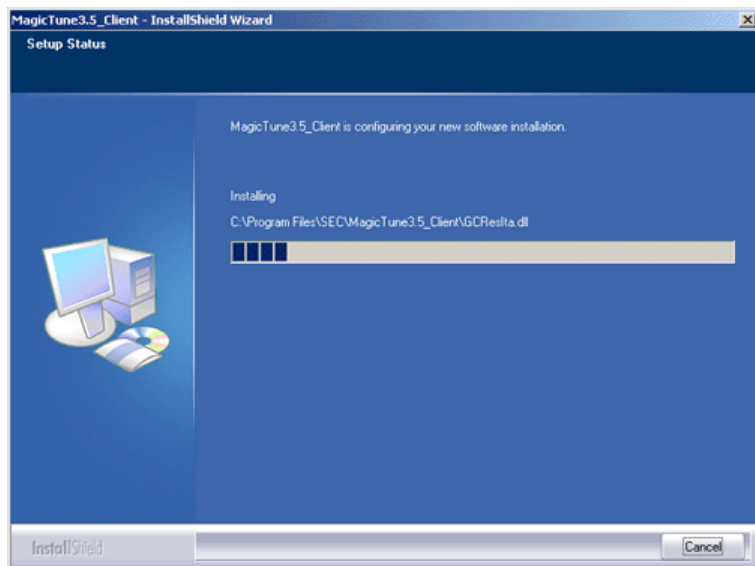 MagicTune3.5_Client - InstallShield Wizard
Setup Status
MagicTune3.5_Client is configuring your new software installation.
Installing
C:\Program Files\SEC\MagicTune3.5_Client\GCResIta.dll
InstallShield
Cancel